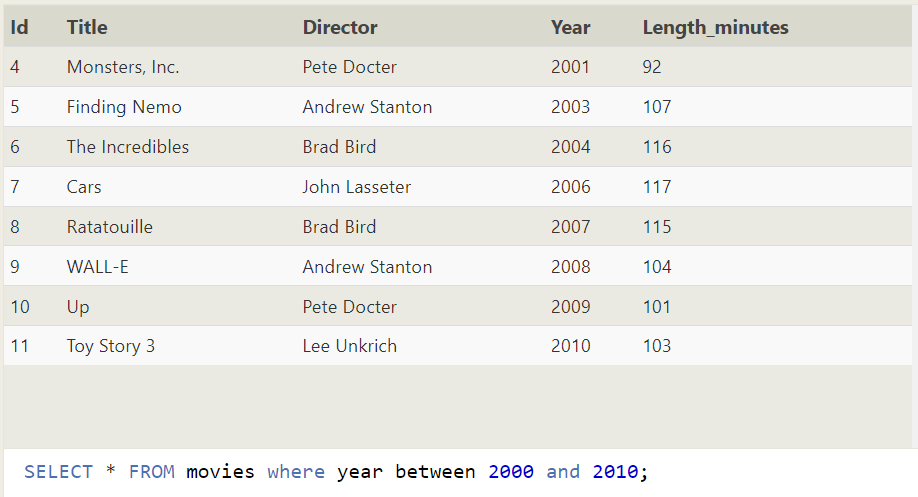 Id Title Director Year Length_minutes
4 Monsters, Inc. Pete Docter 2001 92
5 Finding Nemo Andrew Stanton 2003 107
6 The Incredibles Brad Bird 2004 116
7 Cars John Lasseter 2006 117
8 Ratatouille Brad Bird 2007 115
9 WALL-E Andrew Stanton 2008 104
10 Up Pete Docter 2009 101
11 Toy Story 3 Lee Unkrich 2010 103
SELECT * FROM movies where year between 2000 and 2010;